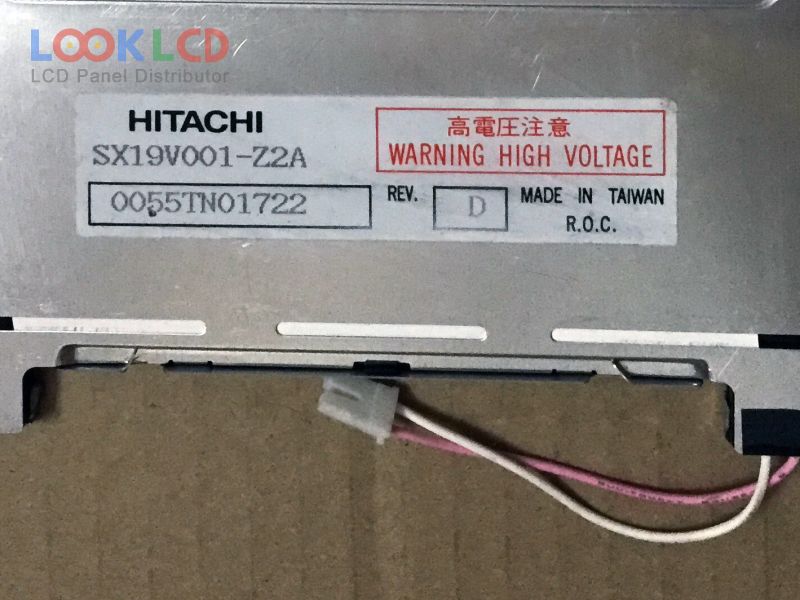 LOOKLCD
LCD Panel Distributor
HITACHI
SX19V001-Z2A
高電圧注意
WARNING HIGH VOLTAGE
0055TN01722
REV. D
MADE IN TAIWAN
R.O.C.